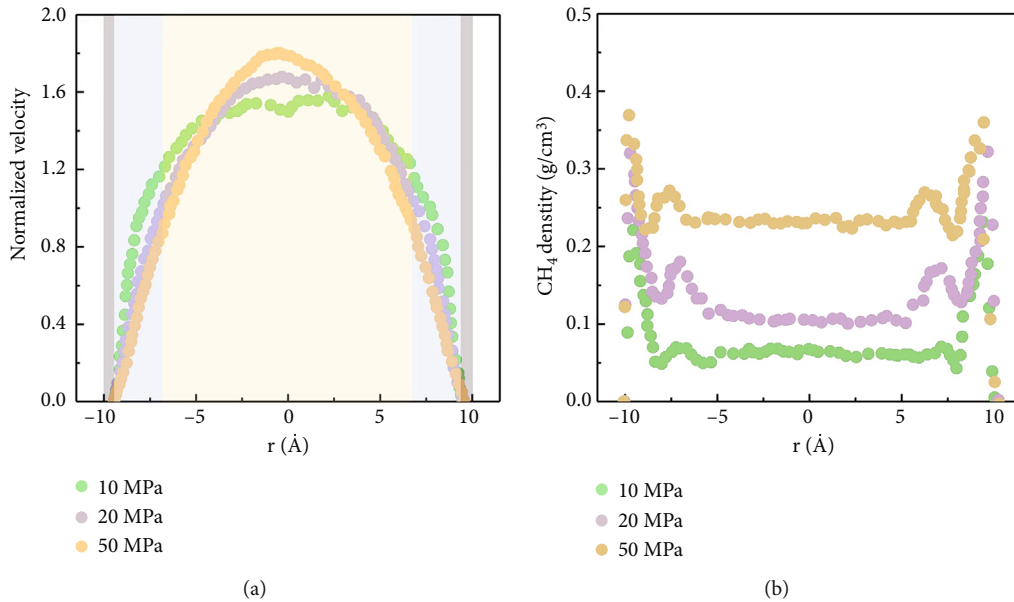 2.0
1.6
1.2
0.8
0.4
0.0
Normalized velocity
−10
−5
0
5
10
r (Å)
10 MPa
20 MPa
50 MPa
(a)
0.5
0.4
0.3
0.2
0.1
0.0
CH₄ denstity (g/cm³)
−10
−5
0
5
10
r (Å)
10 MPa
20 MPa
50 MPa
(b)